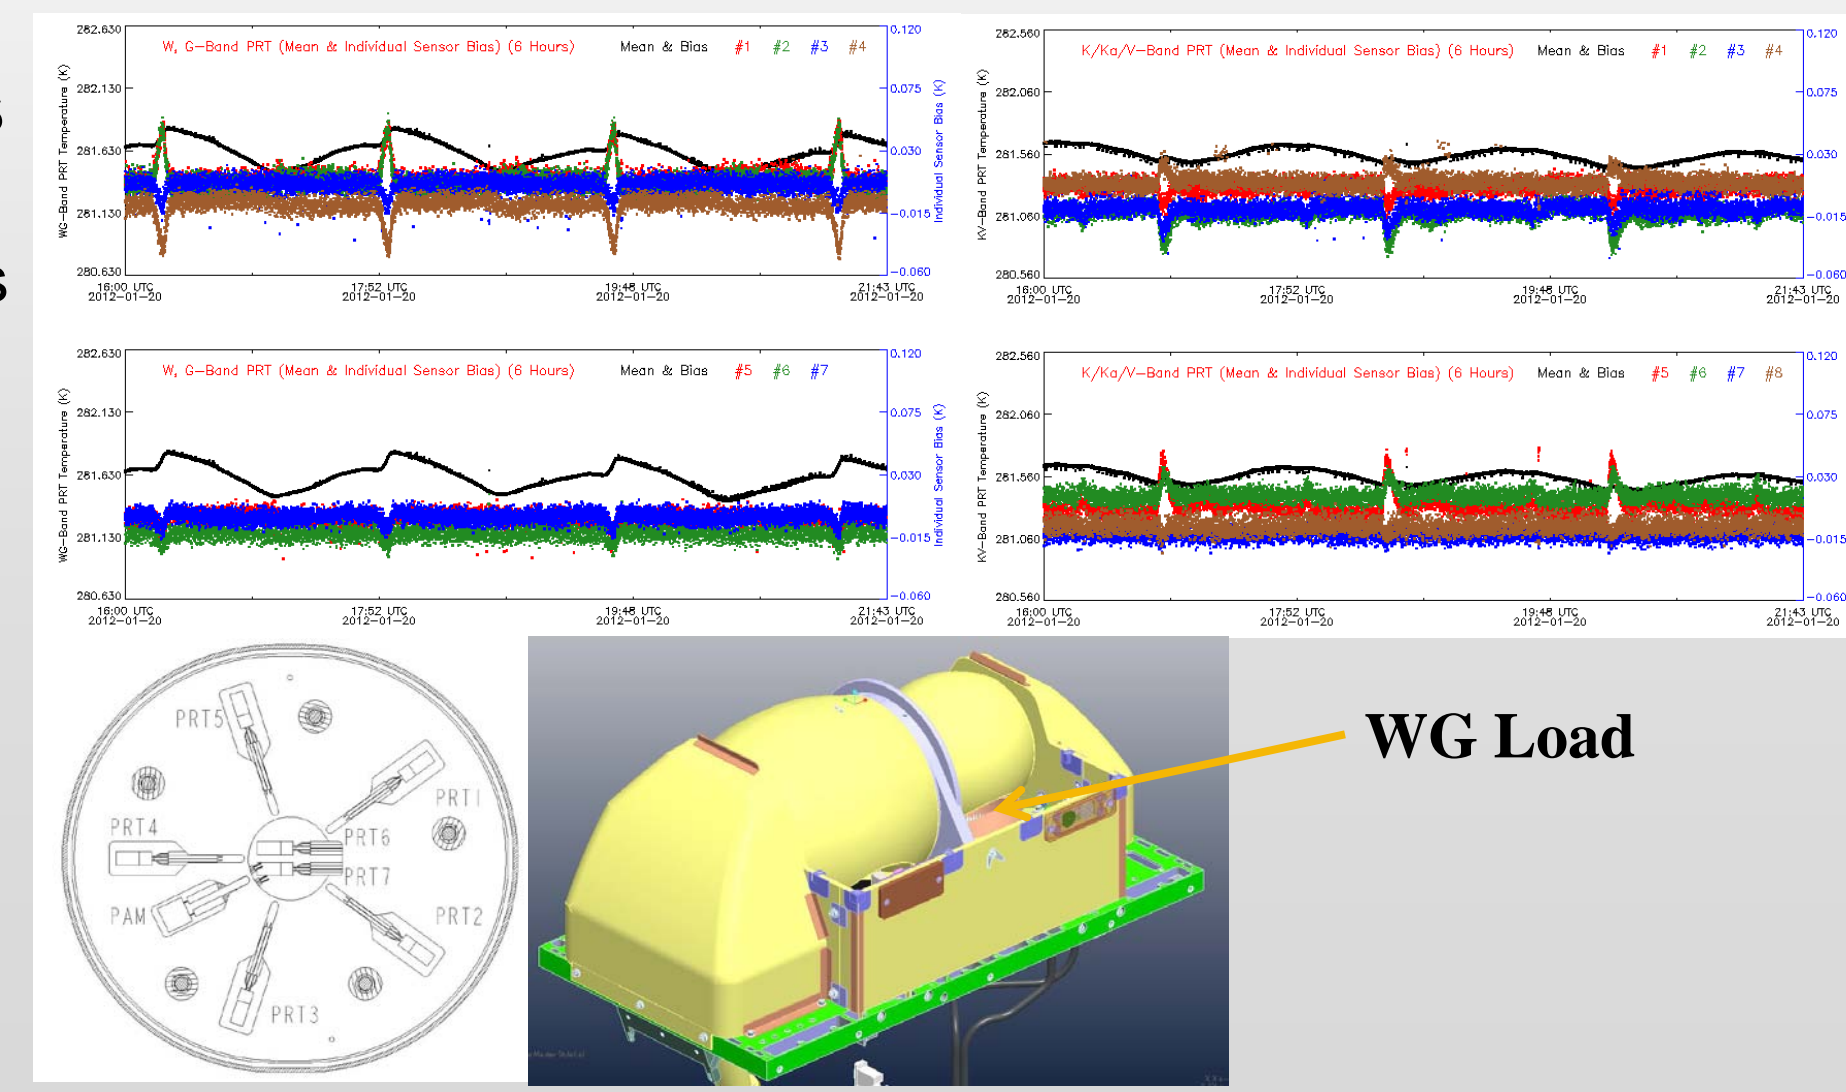 S
S
W, G-Band PRT (Mean & Individual Sensor Bias) (6 Hours) Mean & Bias #1 #2 #3 #4
WG-Band PRT Temperature (K)
282.630
282.130
281.630
281.130
280.630
0.120
0.075
0.030
-0.015
-0.060
Individual Sensor Bias (K)
16:00 UTC 17:52 UTC 19:48 UTC 21:43 UTC
2012-01-20 2012-01-20 2012-01-20 2012-01-20
K/Ka/V-Band PRT (Mean & Individual Sensor Bias) (6 Hours) Mean & Bias #1 #2 #3 #4
KV-Band PRT Temperature (K)
282.560
282.060
281.560
281.060
280.560
0.120
0.075
0.030
-0.015
-0.060
16:00 UTC 17:52 UTC 19:48 UTC 21:43 UTC
2012-01-20 2012-01-20 2012-01-20 2012-01-20
W, G-Band PRT (Mean & Individual Sensor Bias) (6 Hours) Mean & Bias #5 #6 #7
WG-Band PRT Temperature (K)
282.630
282.130
281.630
281.130
280.630
0.120
0.075
0.030
-0.015
-0.060
Individual Sensor Bias (K)
16:00 UTC 17:52 UTC 19:48 UTC 21:43 UTC
2012-01-20 2012-01-20 2012-01-20 2012-01-20
K/Ka/V-Band PRT (Mean & Individual Sensor Bias) (6 Hours) Mean & Bias #5 #6 #7 #8
KV-Band PRT Temperature (K)
282.560
282.060
281.560
281.060
280.560
0.120
0.075
0.030
-0.015
-0.060
16:00 UTC 17:52 UTC 19:48 UTC 21:43 UTC
2012-01-20 2012-01-20 2012-01-20 2012-01-20
PRT5
PRT1
PRT4
PRT6
PRT7
PAM
PRT2
PRT3
WG Load